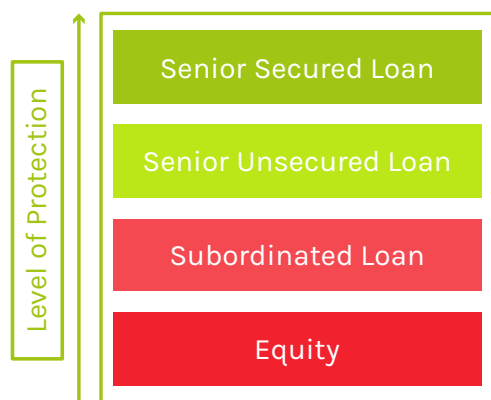 Level of Protection
Senior Secured Loan
Senior Unsecured Loan
Subordinated Loan
Equity